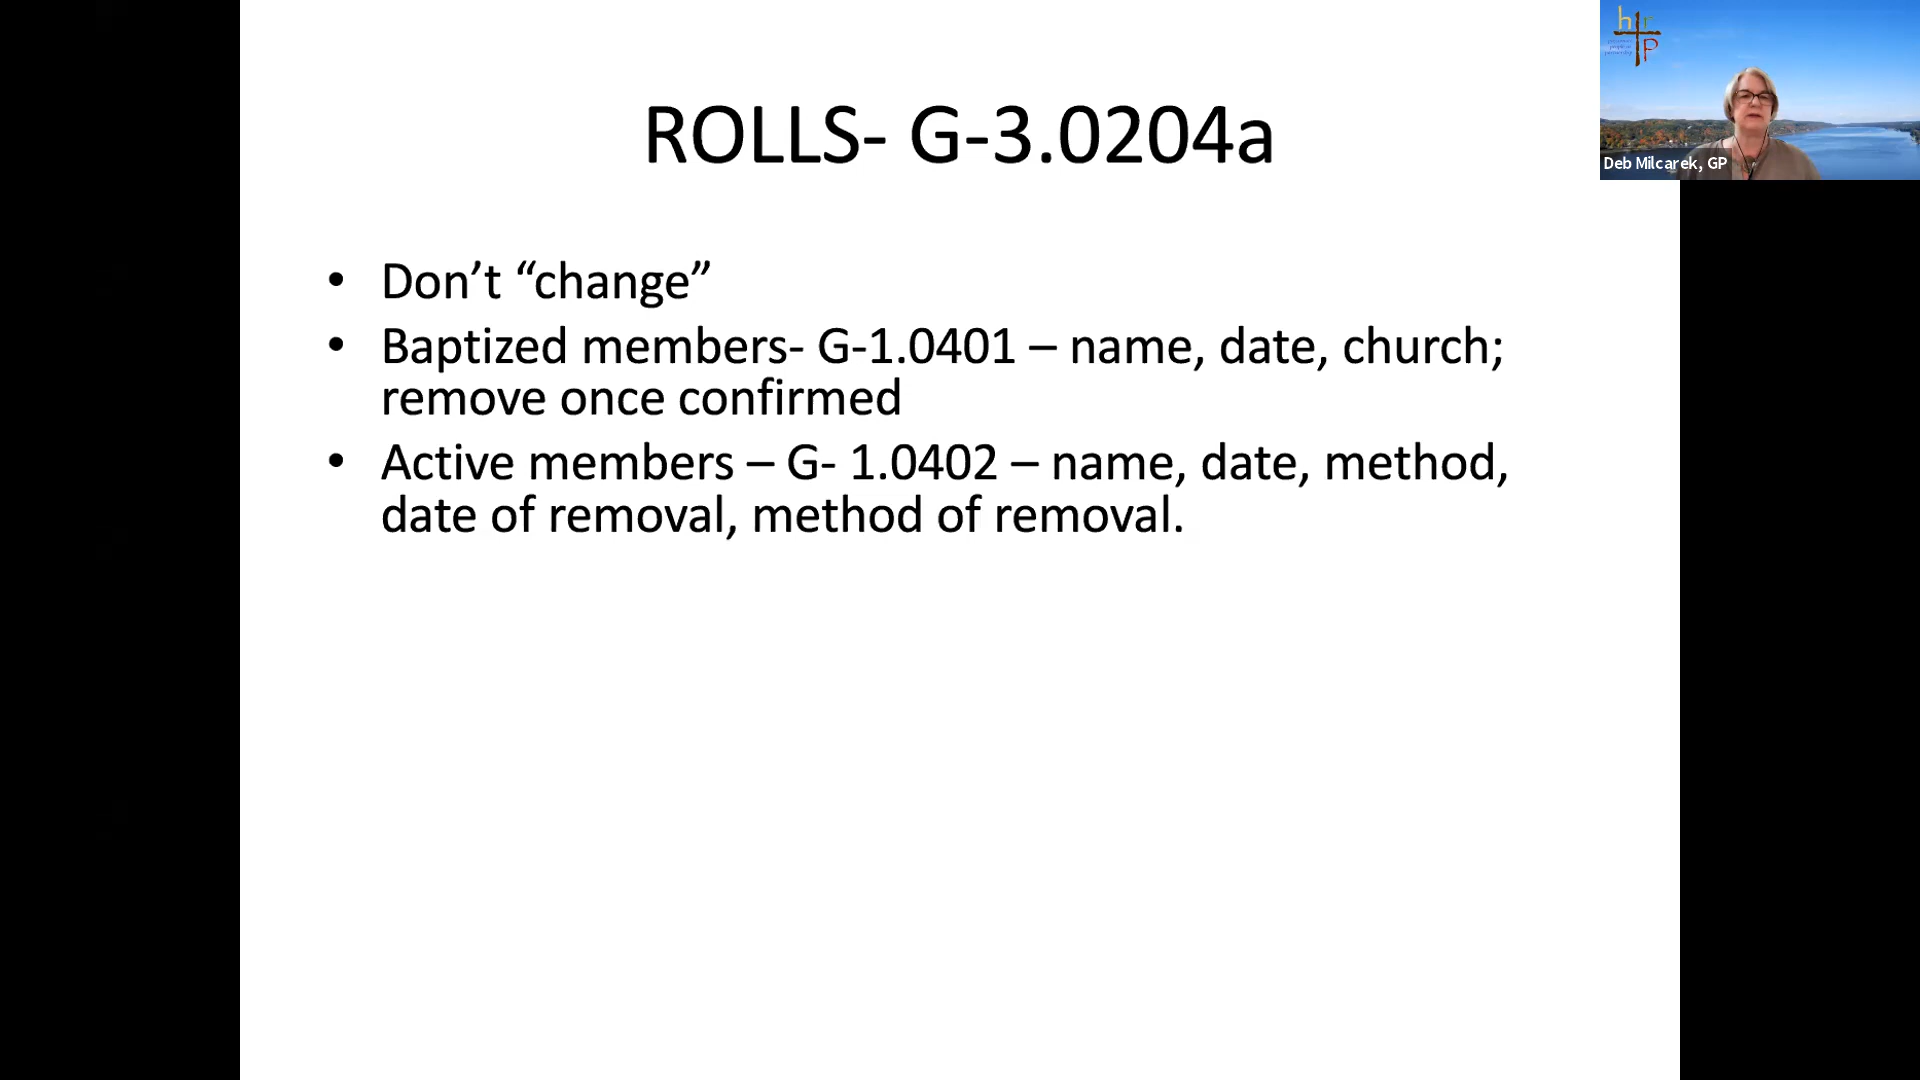 ROLLS- G-3.0204a
• Don’t “change”
• Baptized members- G-1.0401 – name, date, church;
remove once confirmed
• Active members – G- 1.0402 – name, date, method,
date of removal, method of removal.
h r
P
Deb Milcarek, GP